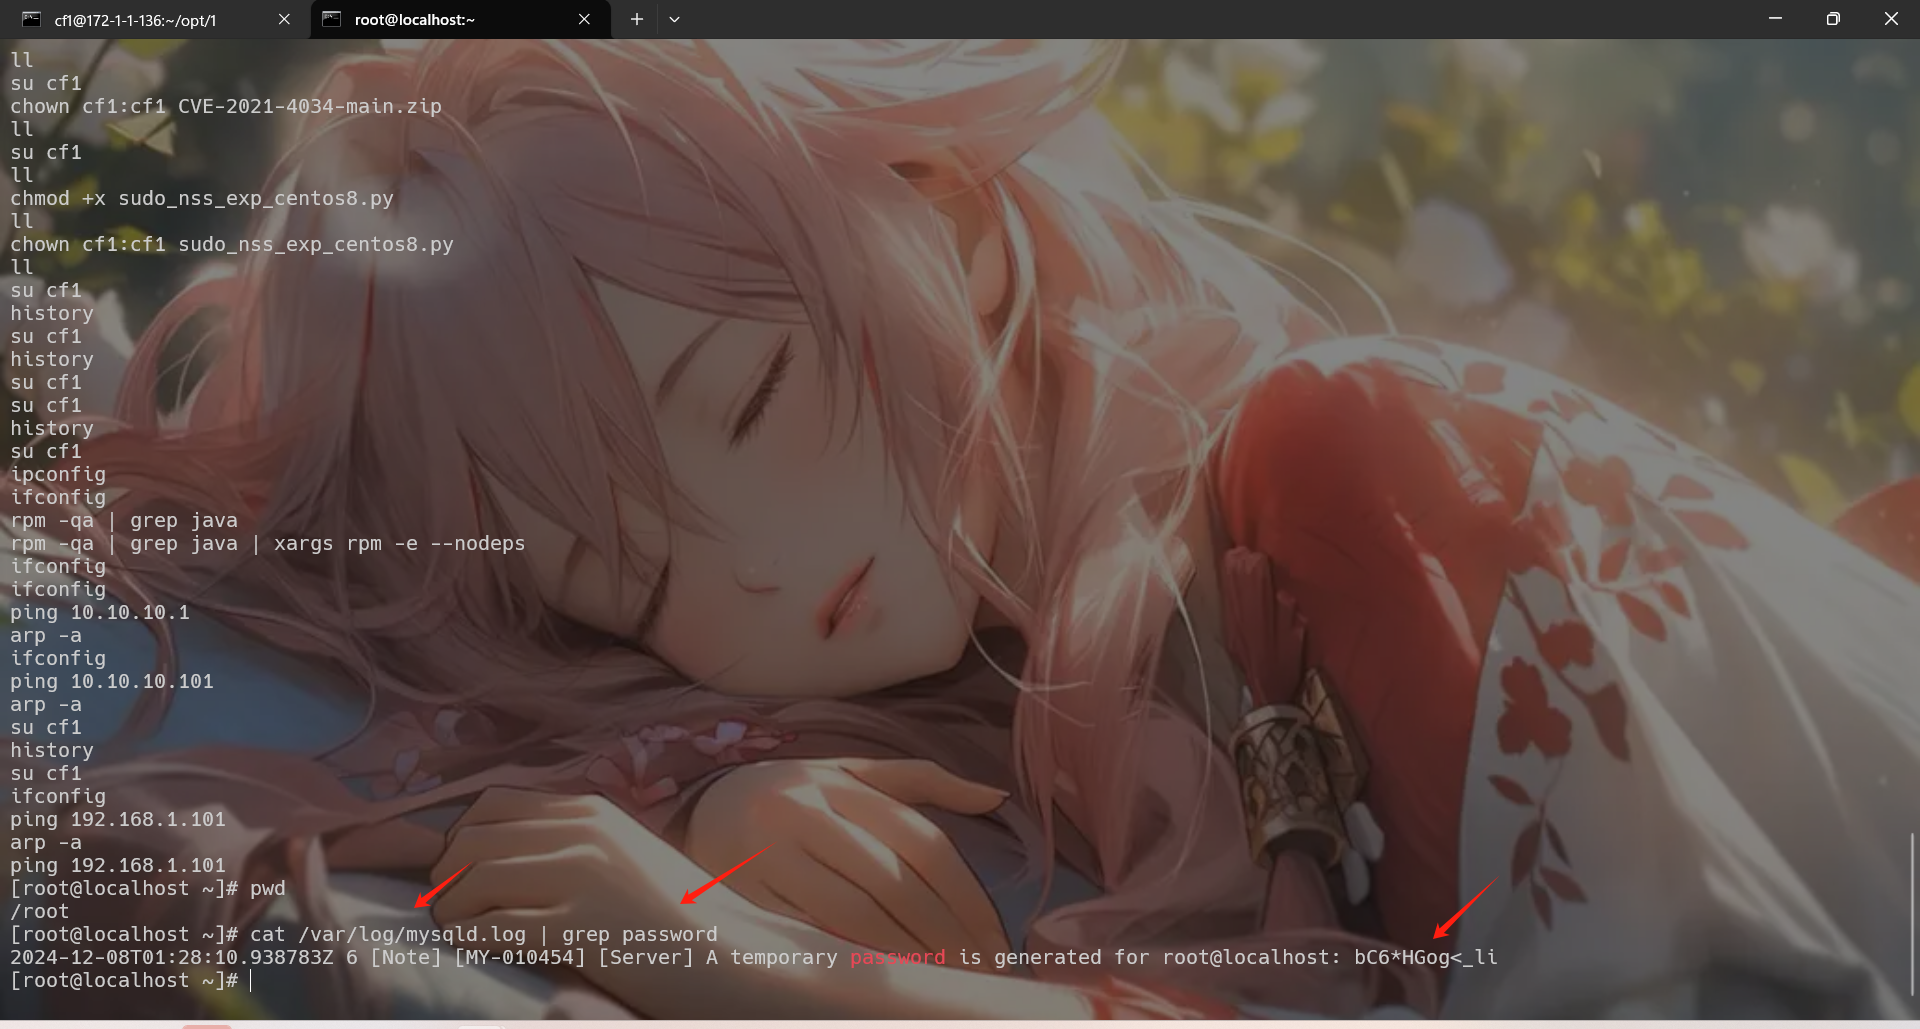 cf1@172-1-1-136:~/opt/1
root@localhost:~
ll
su cf1
chown cf1:cf1 CVE-2021-4034-main.zip
ll
su cf1
ll
chmod +x sudo_nss_exp_centos8.py
ll
chown cf1:cf1 sudo_nss_exp_centos8.py
ll
su cf1
history
su cf1
history
su cf1
su cf1
history
su cf1
ipconfig
ifconfig
rpm -qa | grep java
rpm -qa | grep java | xargs rpm -e --nodeps
ifconfig
ifconfig
ping 10.10.10.1
arp -a
ifconfig
ping 10.10.10.101
arp -a
su cf1
history
su cf1
ifconfig
ping 192.168.1.101
arp -a
ping 192.168.1.101
[root@localhost ~]# pwd
/root
[root@localhost ~]# cat /var/log/mysqld.log | grep password
2024-12-08T01:28:10.938783Z 6 [Note] [MY-010454] [Server] A temporary password is generated for root@localhost: bC6*HGog<_li
[root@localhost ~]#